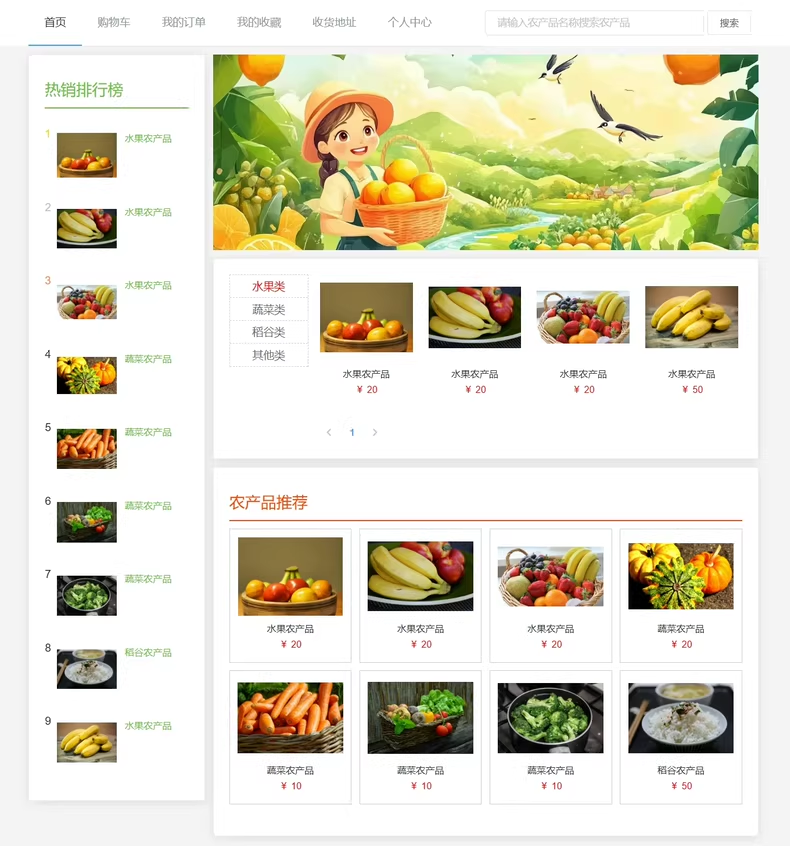 首页 购物车 我的订单 我的收藏 收货地址 个人中心 请输入农产品名称搜索农产品 搜索
热销排行榜
1 水果农产品
2 水果农产品
3 水果农产品
4 蔬菜农产品
5 蔬菜农产品
6 蔬菜农产品
7 蔬菜农产品
8 稻谷农产品
9 水果农产品
水果类
蔬菜类
稻谷类
其他类
水果农产品 水果农产品 水果农产品 水果农产品
¥ 20 ¥ 20 ¥ 20 ¥ 50
< 1 >
农产品推荐
水果农产品 水果农产品 水果农产品 蔬菜农产品
¥ 20 ¥ 20 ¥ 20 ¥ 20
蔬菜农产品 蔬菜农产品 蔬菜农产品 稻谷农产品
¥ 10 ¥ 10 ¥ 10 ¥ 50